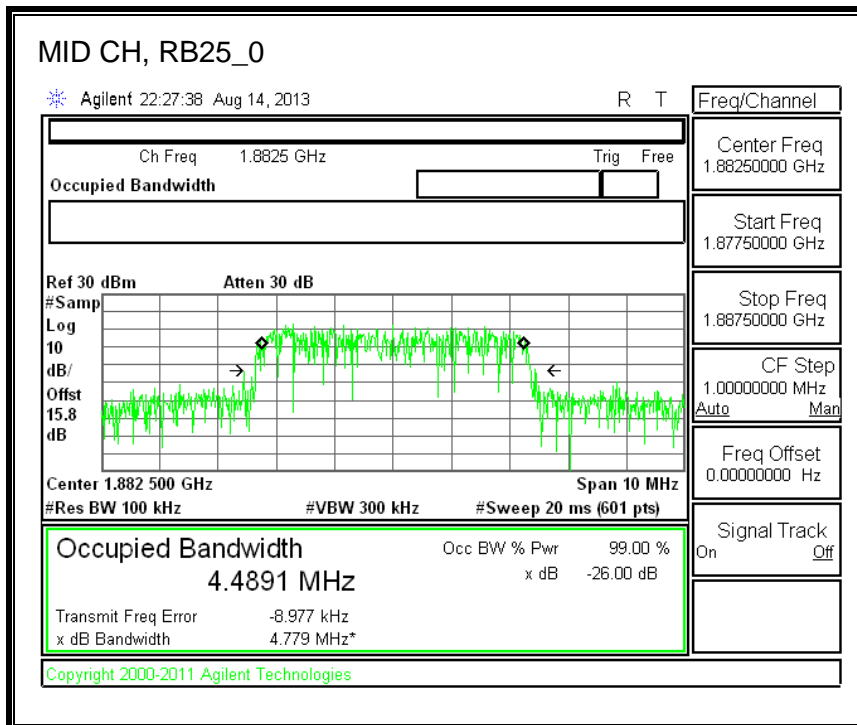 MID CH, RB25_0
Agilent 22:27:38 Aug 14, 2013 R T
Freq/Channel
Ch Freq 1.8825 GHz Trig Free
Occupied Bandwidth
Center Freq
1.88250000 GHz
Start Freq
1.87750000 GHz
Stop Freq
1.88750000 GHz
CF Step
1.00000000 MHz
Auto Man
Freq Offset
0.00000000 Hz
Signal Track
On Off
Ref 30 dBm Atten 30 dB
#Samp
Log
10
dB/
Offst
15.8
dB
Center 1.882 500 GHz Span 10 MHz
#Res BW 100 kHz #VBW 300 kHz #Sweep 20 ms (601 pts)
Occupied Bandwidth Occ BW % Pwr 99.00 %
4.4891 MHz x dB -26.00 dB
Transmit Freq Error -8.977 kHz
x dB Bandwidth 4.779 MHz*
Copyright 2000-2011 Agilent Technologies